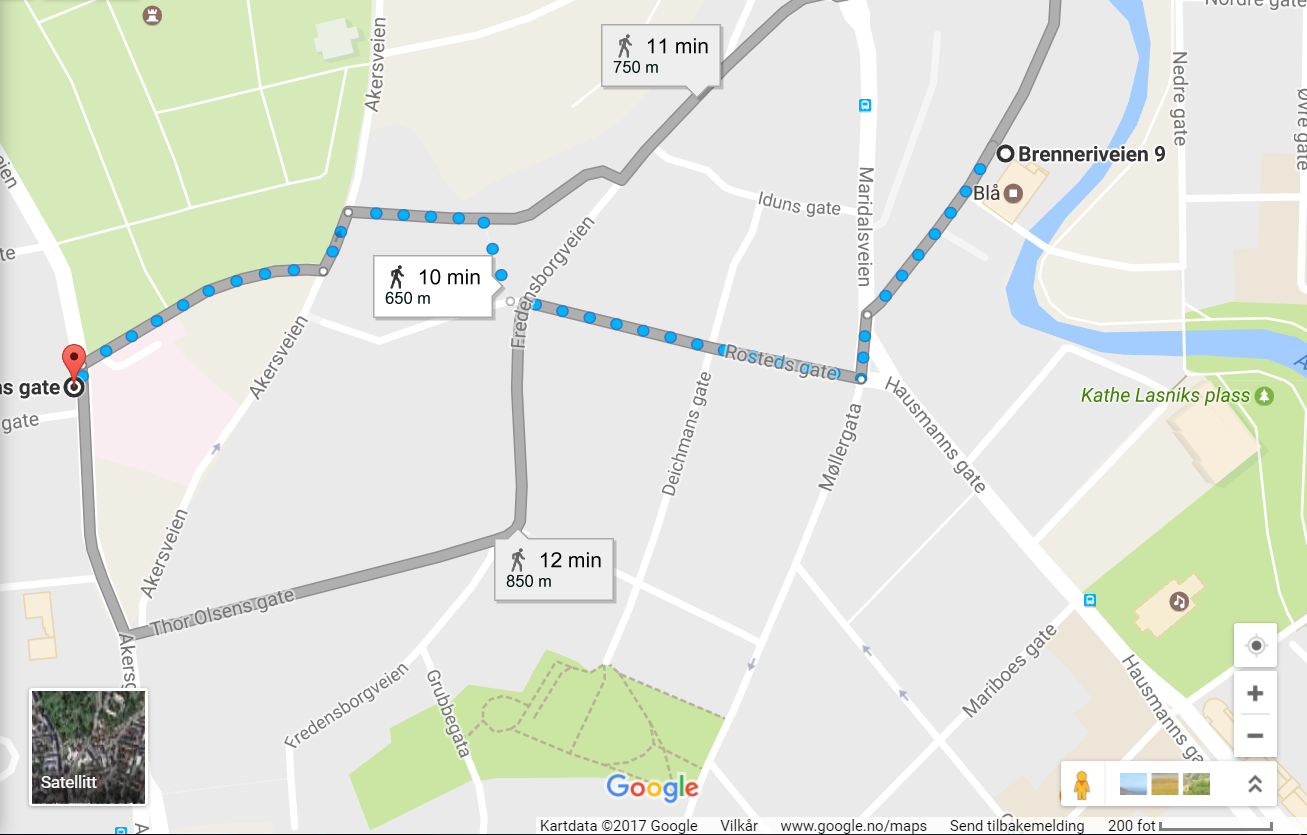 Nordre gate
Akersveien
11 min
750 m
Nedre gate
Øvre gate
Brenneriveien 9
Blå
Iduns gate
Maridalsveien
Fredensborgveien
10 min
650 m
Akersveien
Rosteds gate
ns gate
gate
Kathe Lasniks plass
Hausmanns gate
Deichmans gate
Møllergata
Akersveien
12 min
850 m
Thor Olsens gate
Mariboes gate
Hausmanns ga
Fredensborgveien
Grubbegata
Satellitt
Google
Kartdata ©2017 Google Vilkår www.google.no/maps Send tilbakemelding 200 fot